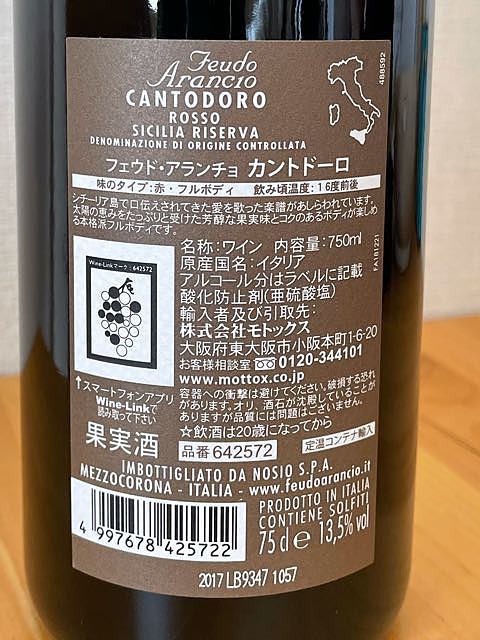 Feudo
Arancio
CANTODORO
ROSSO
SICILIA RISERVA
DENOMINAZIONE DI ORIGINE CONTROLLATA
488592
フェウド・アランチョ カントドーロ
味のタイプ:赤・フルボディ 飲み頃温度:16度前後
シチーリア島で口伝えされてきた愛を歌った楽譜があしらわれています。
太陽の恵みをたっぷりと受けた芳醇な果実味とコクのあるボディが楽しめ
る本格派フルボディです。
Wine-Linkマーク:642572
名称:ワイン 内容量:750ml
原産国名:イタリア
アルコール分はラベルに記載
酸化防止剤(亜硫酸塩)
輸入者及び引取先:
株式会社モトックス
大阪府東大阪市小阪本町1-6-20
お客様相談室 0120-344101
www.mottox.co.jp
FA181221
↑スマートフォンアプリ
Wine-Linkで
読み取って下さい
容器への衝撃は避けてください。破損する恐れ
があります。オリ、酒石が沈殿していることが
ありますが品質には問題はございません。
果実酒
☆飲酒は20歳になってから
品番 642572
定温コンテナ輸入
IMBOTTIGLIATO DA NOSIO S.P.A.
MEZZOCORONA - ITALIA - www.feudoarancio.it
4 997678 425722
PRODOTTO IN ITALIA
CONTIENE SOLFITI
75 cl e 13,5% vol
2017 LB9347 1057